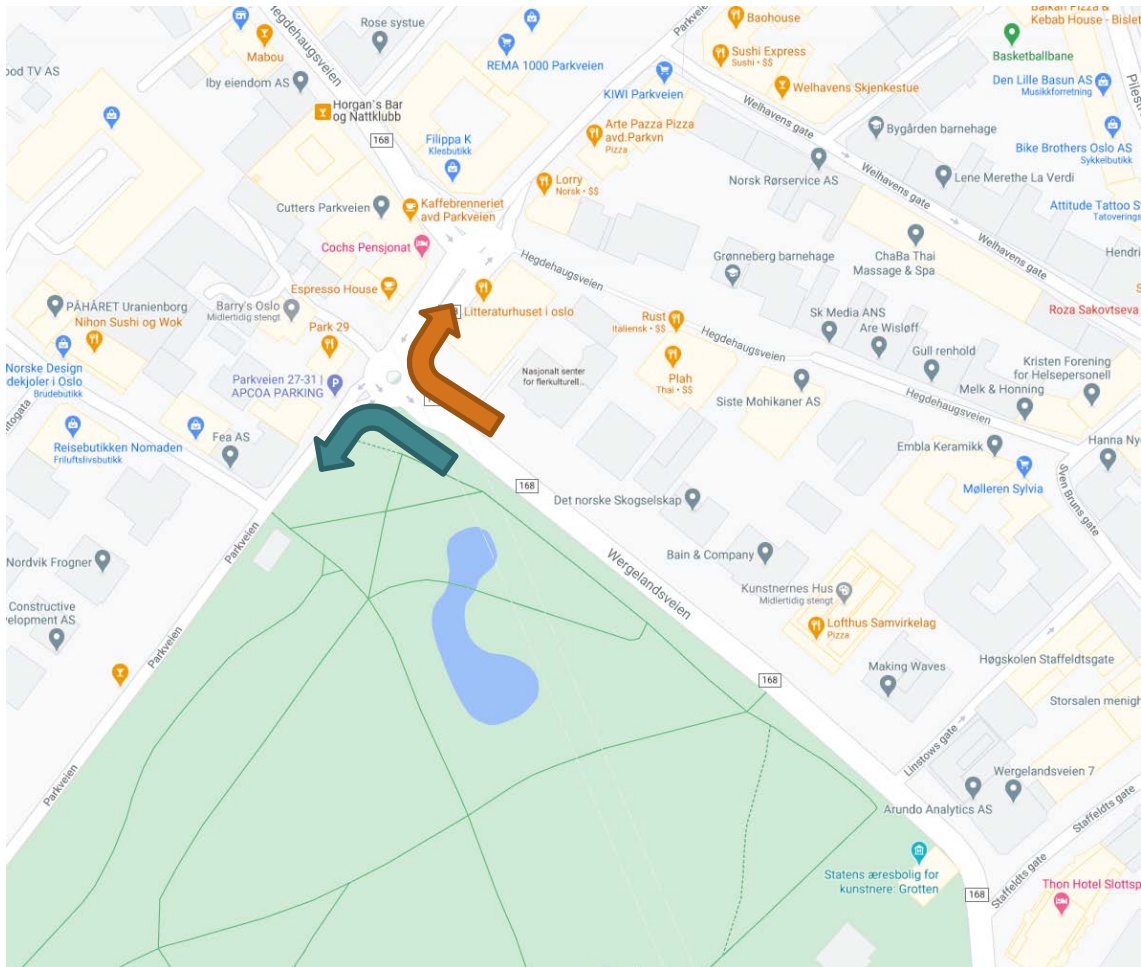 Hegdehaugsveien
Rose systue
Mabou
ood TV AS
Iby eiendom AS
REMA 1000 Parkveien
Parkveien
Baohouse
Sushi Express
Sushi • $$
KIWI Parkveien
Welhavens Skjenkestue
Balkan Pizza &
Kebab House - Bislet
Basketballbane
Den Lille Basun AS
Musikkforretning
Pilest
Horgan's Bar
og Nattklubb
168
Filippa K
Klesbutikk
Arte Pazza Pizza
avd.Parkvn
Pizza
Welhavens gate
Bygården barnehage
Bike Brothers Oslo AS
Sykkelbutikk
Lorry
Norsk • $$
Norsk Rørservice AS
Lene Merethe La Verdi
Cutters Parkveien
Kaffebrenneriet
avd Parkveien
Attitude Tattoo S
Tatoverings
Cochs Pensjonat
Hegdehaugsveien
Grønneberg barnehage
ChaBa Thai
Massage & Spa
Welhavens gate
Hendri
Espresso House
PÅHÅRET Uranienborg
Nihon Sushi og Wok
Barry's Oslo
Midlertidig stengt
Litteraturhuset i oslo
Rust
Italiensk • $$
Sk Media ANS
Are Wisløff
Roza Sakovtseva
Park 29
Hegdehaugsveien
Gull renhold
Norske Design
dekjoler i Oslo
Brudebutikk
Parkveien 27-31 |
APCOA PARKING
Nasjonalt senter
for flerkulturell...
Plah
Thai • $$
Siste Mohikaner AS
Kristen Forening
for Helsepersonell
Melk & Honning
Hegdehaugsveien
Reisebutikken Nomaden
Friluftslivsbutikk
Fea AS
Embla Keramikk
Hanna Ny
Mølleren Sylvia
Sven Bruns gate
168
Det norske Skogselskap
Parkveien
Wergelandsveien
Bain & Company
Nordvik Frogner
Kunstnernes Hus
Midlertidig stengt
Constructive
elopment AS
Lofthus Samvirkelag
Pizza
Parkveien
Making Waves
168
Høgskolen Staffeldtsgate
Storsalen menigh
Linstows gate
Wergelandsveien 7
Parkveien
Arundo Analytics AS
Staffeldts gate
Statens æresbolig for
kunstnere: Grotten
168
Staffeldts gate
Thon Hotel Slottsp